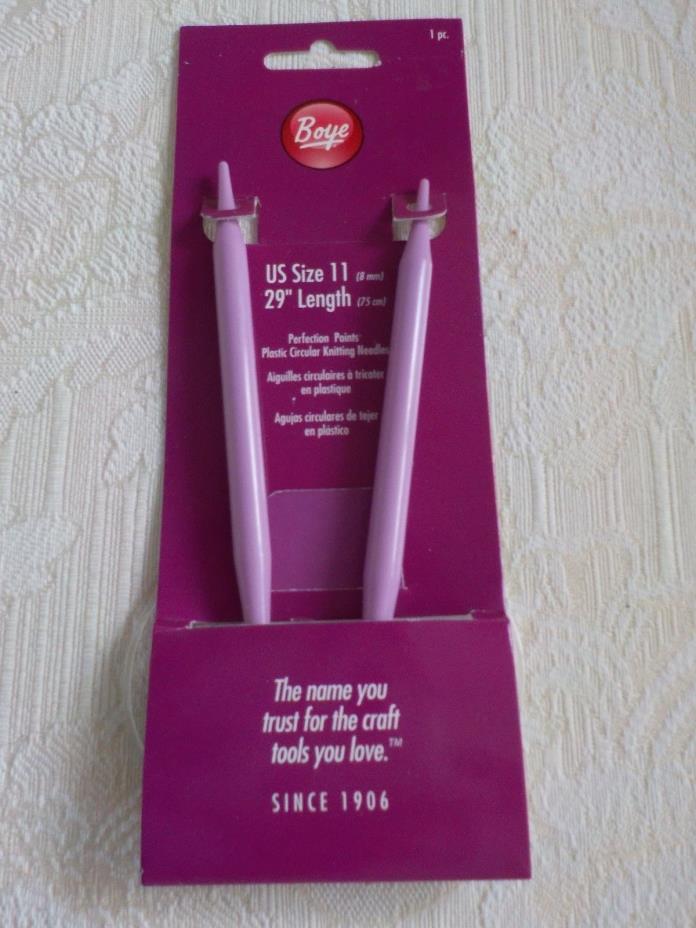 1 pc.
Boye
US Size 11 (8 mm)
29" Length (75 cm)
Perfection Points
Plastic Circular Knitting Needles
Aiguilles circulaires à tricoter
en plastique
Agujas circulares de tejer
en plástico
The name you
trust for the craft
tools you love.™
SINCE 1906